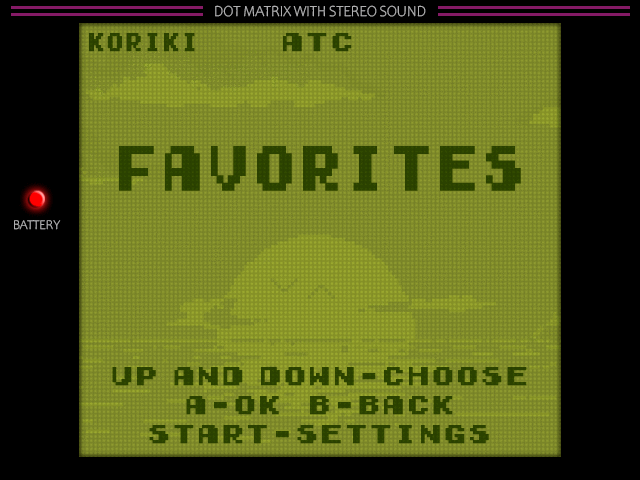 DOT MATRIX WITH STEREO SOUND
KORIKI ATC
FAVORITES
BATTERY
UP AND DOWN-CHOOSE
A-OK B-BACK
START-SETTINGS